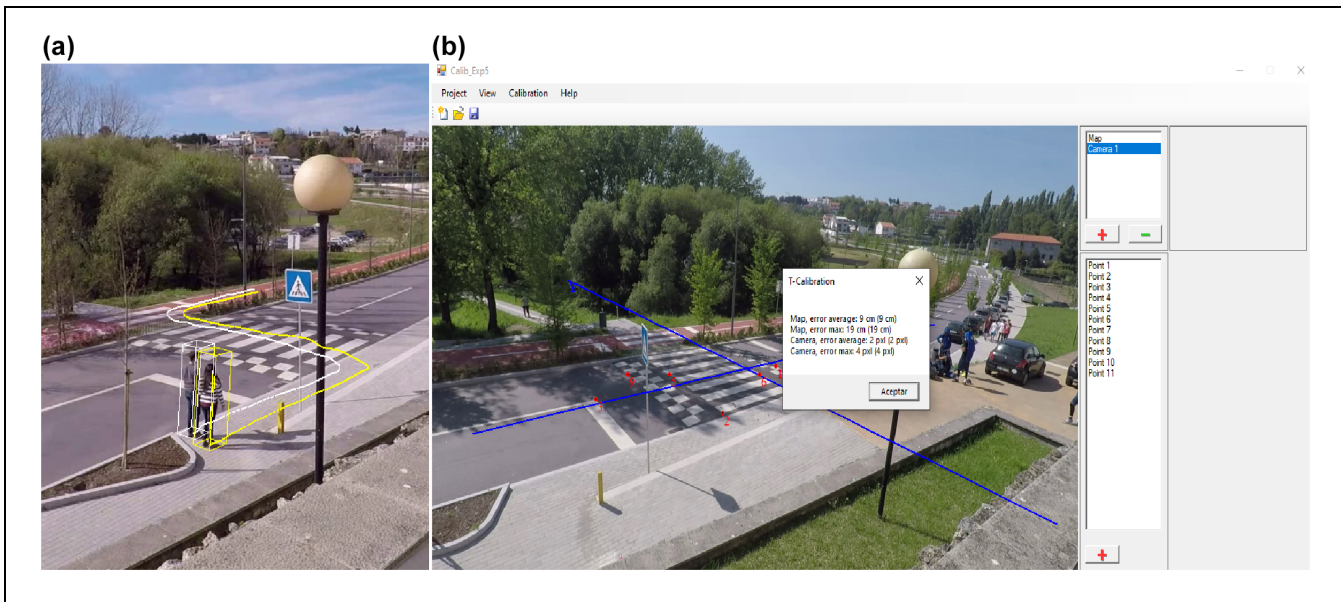 (a)
(b)
Calib_Exp5
Project View Calibration Help
Map
Camera 1
T-Calibration
Map, error average: 9 cm (9 cm)
Map, error max: 19 cm (19 cm)
Camera, error average: 2 pxl (2 pxl)
Camera, error max: 4 pxl (4 pxl)
Aceptar
Point 1
Point 2
Point 3
Point 4
Point 5
Point 6
Point 7
Point 8
Point 9
Point 10
Point 11